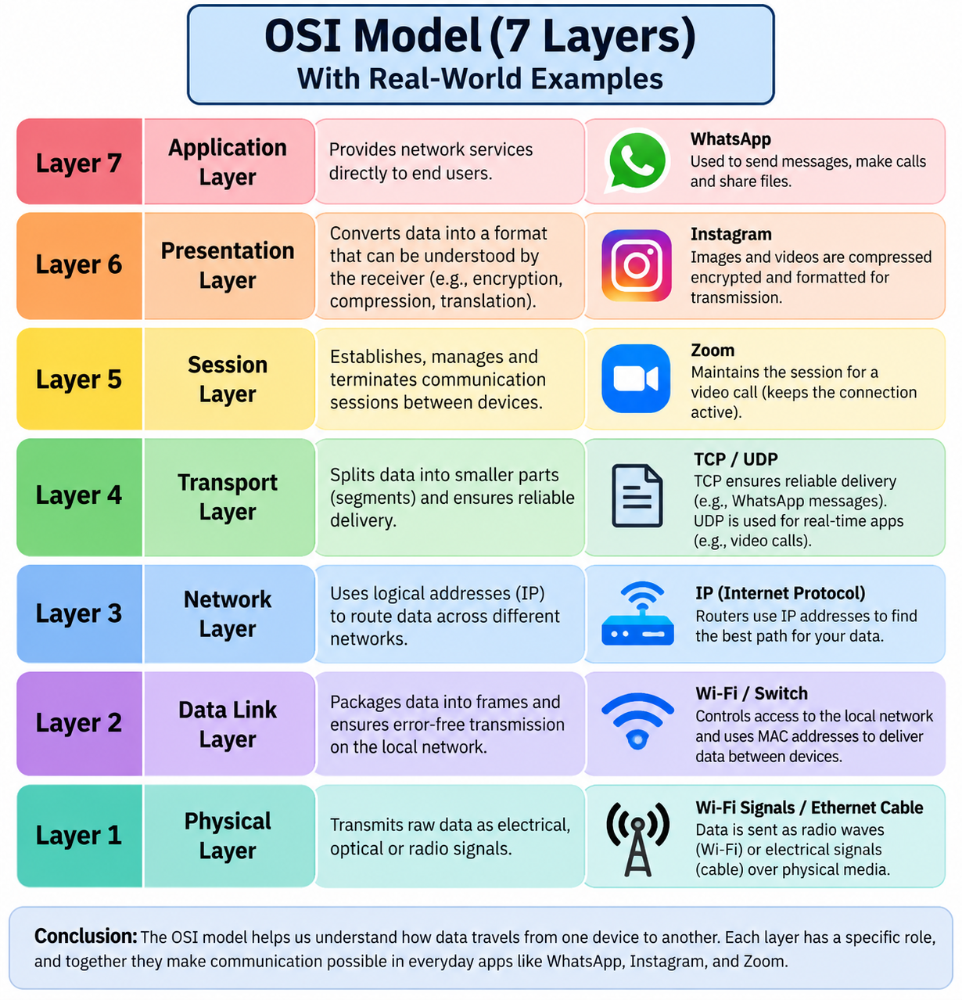 OSI Model (7 Layers)
With Real-World Examples
Layer 7
Application
Layer
Provides network services
directly to end users.
WhatsApp
Used to send messages, make calls
and share files.
Layer 6
Presentation
Layer
Converts data into a format
that can be understood by
the receiver (e.g., encryption,
compression, translation).
Instagram
Images and videos are compressed
encrypted and formatted for
transmission.
Layer 5
Session
Layer
Establishes, manages and
terminates communication
sessions between devices.
Zoom
Maintains the session for a
video call (keeps the connection
active).
Layer 4
Transport
Layer
Splits data into smaller parts
(segments) and ensures reliable
delivery.
TCP / UDP
TCP ensures reliable delivery
(e.g., WhatsApp messages).
UDP is used for real-time apps
(e.g., video calls).
Layer 3
Network
Layer
Uses logical addresses (IP)
to route data across different
networks.
IP (Internet Protocol)
Routers use IP addresses to find
the best path for your data.
Layer 2
Data Link
Layer
Packages data into frames and
ensures error-free transmission
on the local network.
Wi-Fi / Switch
Controls access to the local network
and uses MAC addresses to deliver
data between devices.
Layer 1
Physical
Layer
Transmits raw data as electrical,
optical or radio signals.
Wi-Fi Signals / Ethernet Cable
Data is sent as radio waves
(Wi-Fi) or electrical signals
(cable) over physical media.
Conclusion: The OSI model helps us understand how data travels from one device to another. Each layer has a specific role,
and together they make communication possible in everyday apps like WhatsApp, Instagram, and Zoom.